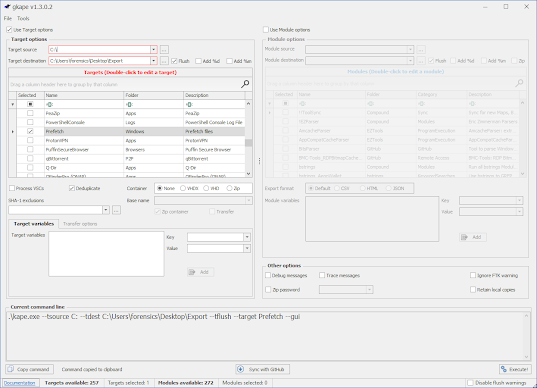 gkape v1.3.0.2
File Tools
Use Target options
Target options
Target source C:\
Target destination C:\Users\forensics\Desktop\Export Flush Add %d Add %m
Targets (Double-click to edit a target)
Drag a column header here to group by that column
Selected Name Folder Description
PeaZip Apps
PowerShellConsole Logs PowerShell Console Log File
Prefetch Windows Prefetch files
ProtonVPN Apps ProtonVPN
PuffinSecureBrowser Browsers Puffin Secure Browser
qBittorrent P2P qBittorrent
Q-Dir Apps Q-Dir
Process VSCs Deduplicate Container None VHDX VHD Zip
SHA-1 exclusions Base name
Zip container Transfer
Target variables Transfer options
Target variables Key
Value
Add
Use Module options
Module options
Module source
Module destination Flush Add %d Add %m Zip
Modules (Double-click to edit a module)
Selected Name Folder Category Description
Export format Default CSV HTML JSON
Module variables Key
Value
Add
Other options
Debug messages Trace messages Ignore FTK warning
Zip password Retain local copies
Current command line
.\kape.exe --tsource C: --tdest C:\Users\forensics\Desktop\Export --tflush --target Prefetch --gui
Copy command Command copied to clipboard Sync with GitHub Execute!
Documentation Targets available: 257 Targets selected: 1 Modules available: 272 Modules selected: 0 Disable flush warnings